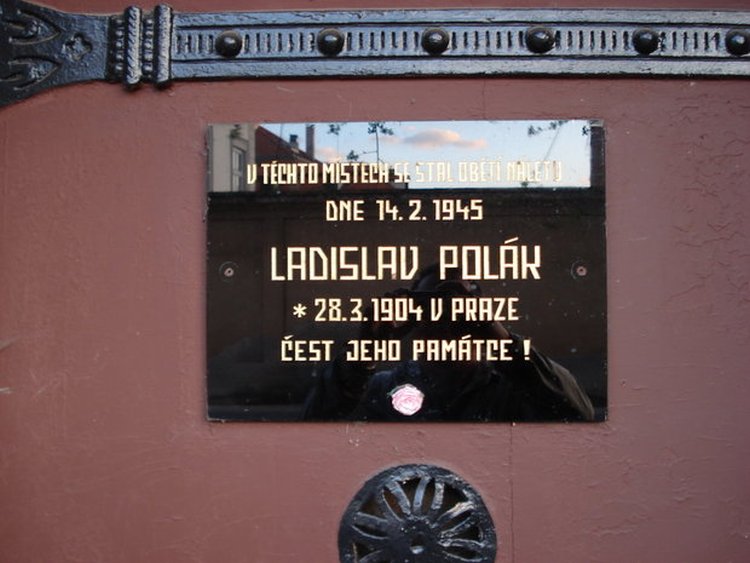 V TĚCHTO MÍSTECH SE STAL OBĚTÍ NÁLETU
DNE 14. 2. 1945
LADISLAV POLÁK
* 28.3.1904 V PRAZE
ČEST JEHO PAMÁTCE !